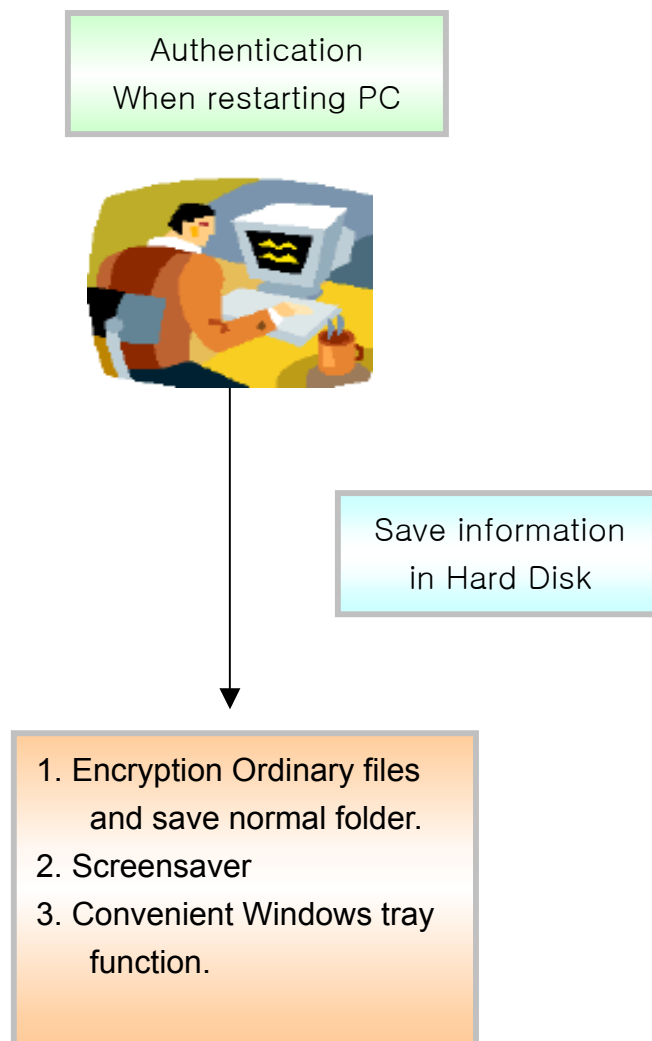 Authentication
When restarting PC
Save information
in Hard Disk
1. Encryption Ordinary files
and save normal folder.
2. Screensaver
3. Convenient Windows tray
function.